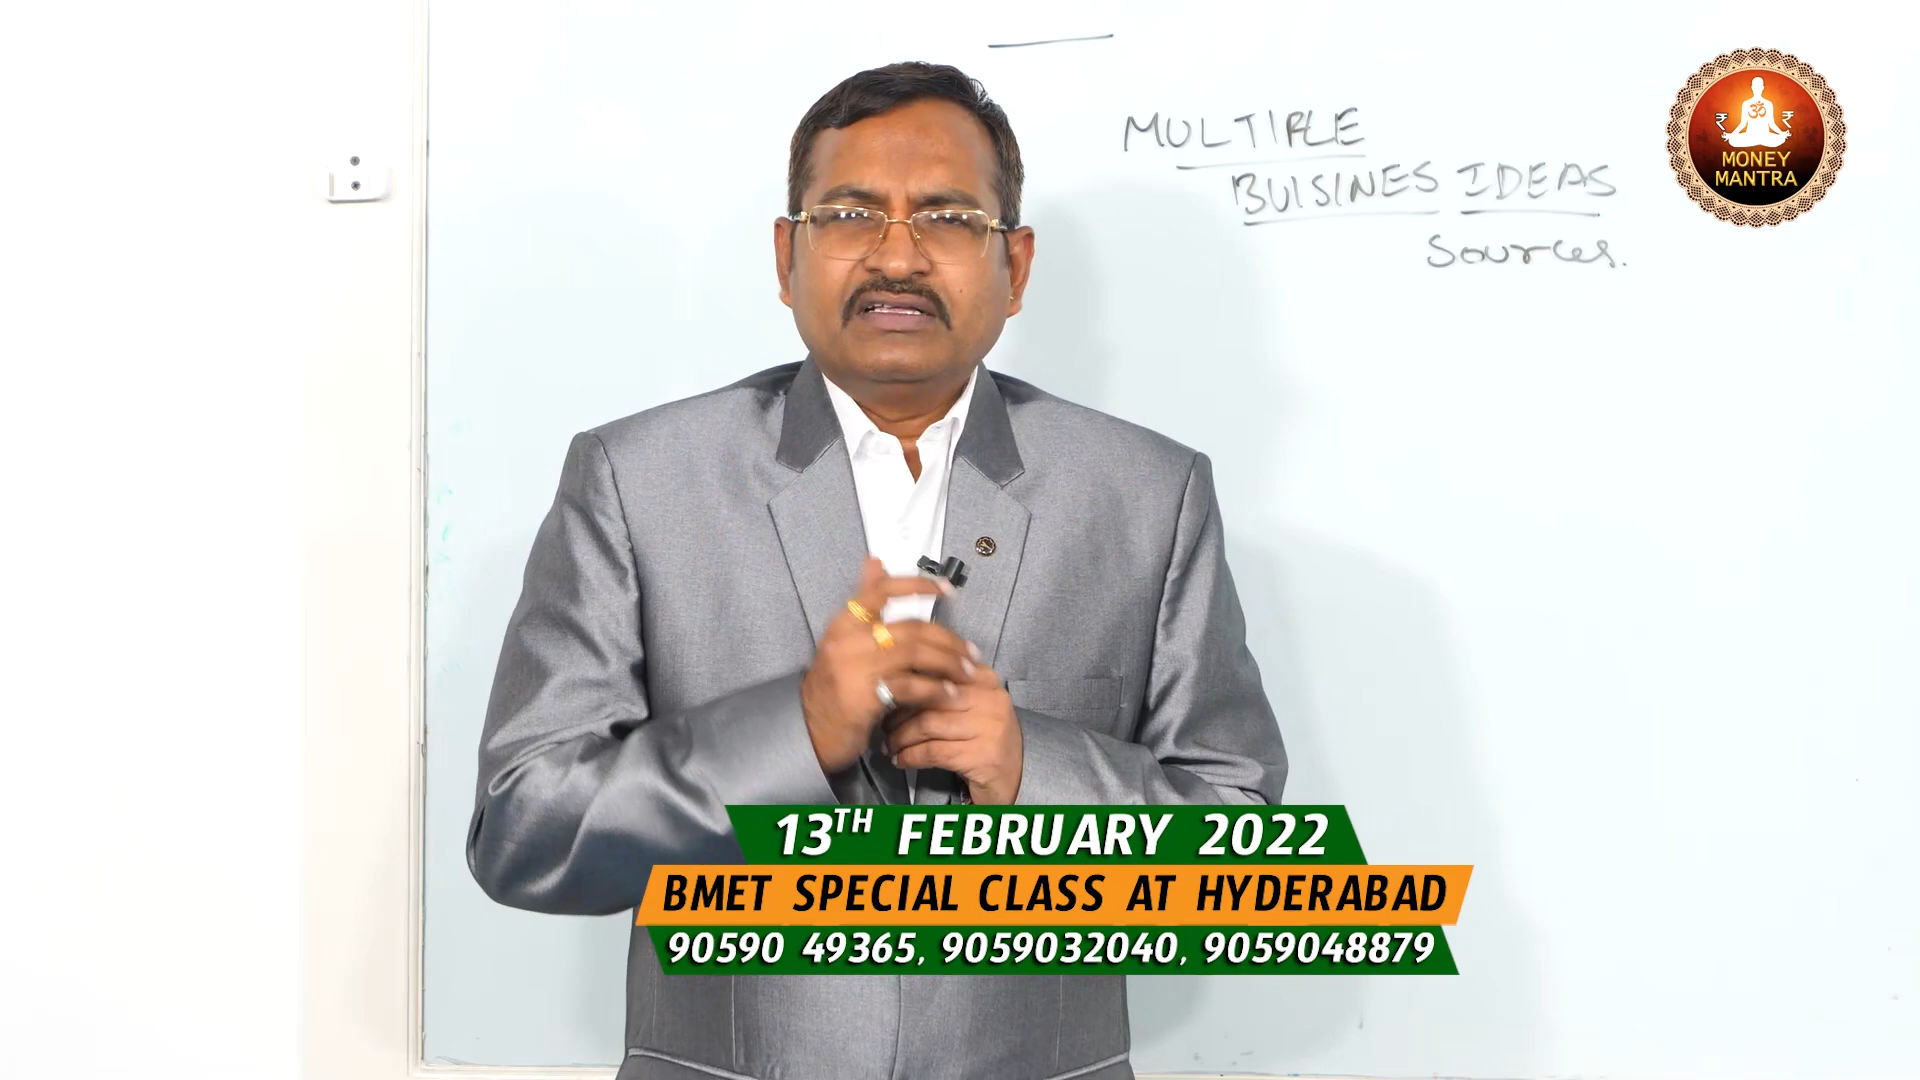 MULTIPLE
BUISINES IDEAS
Sources.
₹ ॐ ₹
MONEY
MANTRA
13TH FEBRUARY 2022
BMET SPECIAL CLASS AT HYDERABAD
90590 49365, 9059032040, 9059048879